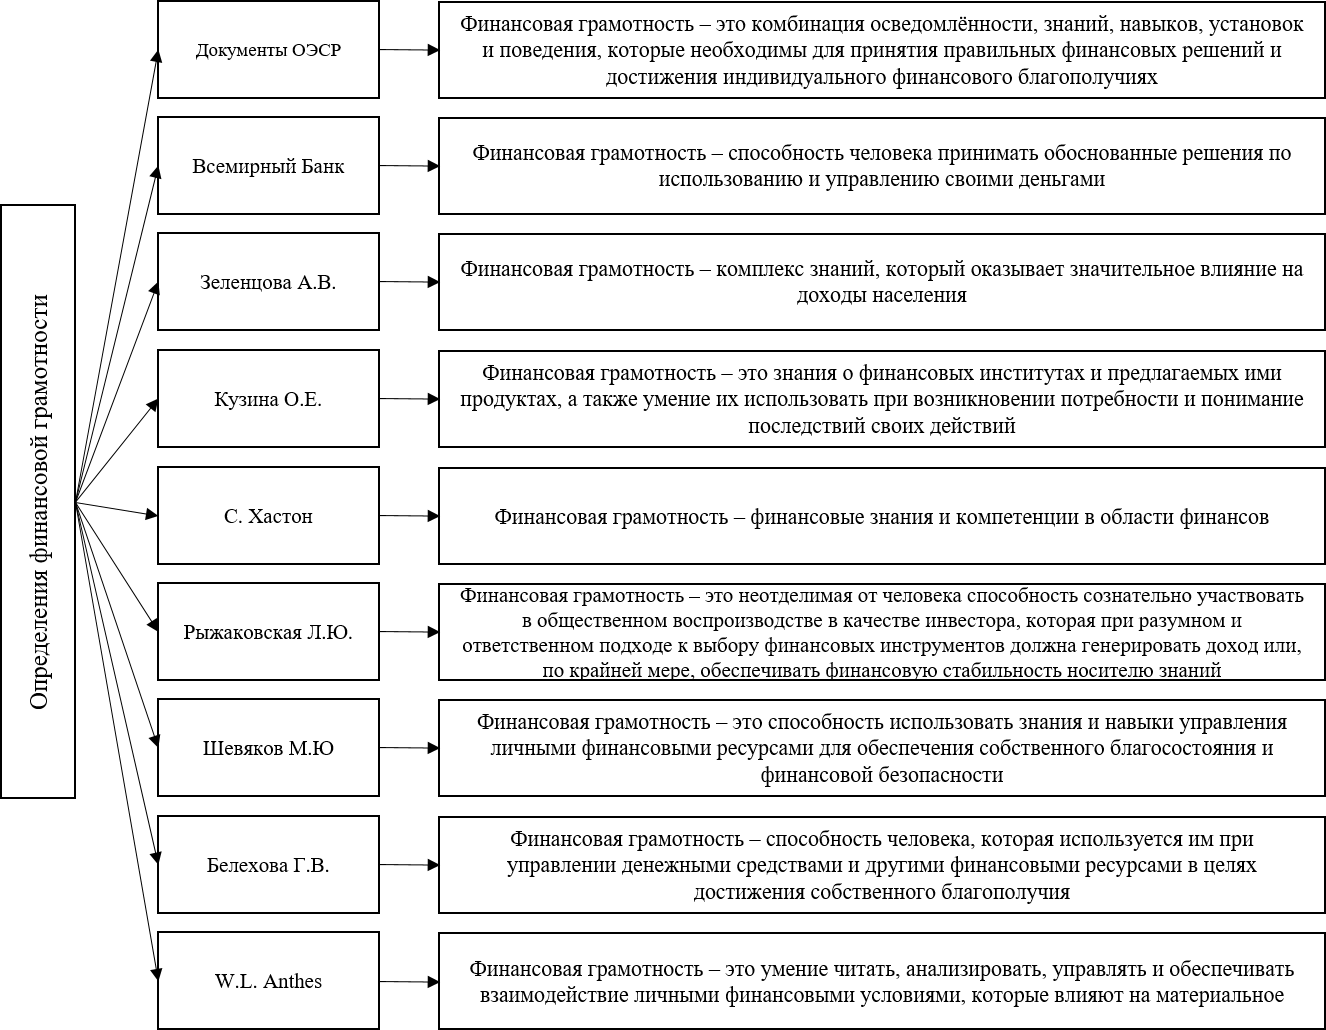 Определения финансовой грамотности
Документы ОЭСР
Финансовая грамотность – это комбинация осведомлённости, знаний, навыков, установок
и поведения, которые необходимы для принятия правильных финансовых решений и
достижения индивидуального финансового благополучиях
Всемирный Банк
Финансовая грамотность – способность человека принимать обоснованные решения по
использованию и управлению своими деньгами
Зеленцова А.В.
Финансовая грамотность – комплекс знаний, который оказывает значительное влияние на
доходы населения
Кузина О.Е.
Финансовая грамотность – это знания о финансовых институтах и предлагаемых ими
продуктах, а также умение их использовать при возникновении потребности и понимание
последствий своих действий
С. Хастон
Финансовая грамотность – финансовые знания и компетенции в области финансов
Рыжаковская Л.Ю.
Финансовая грамотность – это неотделимая от человека способность сознательно участвовать
в общественном воспроизводстве в качестве инвестора, которая при разумном и
ответственном подходе к выбору финансовых инструментов должна генерировать доход или,
по крайней мере, обеспечивать финансовую стабильность носителю знаний
Шевяков М.Ю
Финансовая грамотность – это способность использовать знания и навыки управления
личными финансовыми ресурсами для обеспечения собственного благосостояния и
финансовой безопасности
Белехова Г.В.
Финансовая грамотность – способность человека, которая используется им при
управлении денежными средствами и другими финансовыми ресурсами в целях
достижения собственного благополучия
W.L. Anthes
Финансовая грамотность – это умение читать, анализировать, управлять и обеспечивать
взаимодействие личными финансовыми условиями, которые влияют на материальное